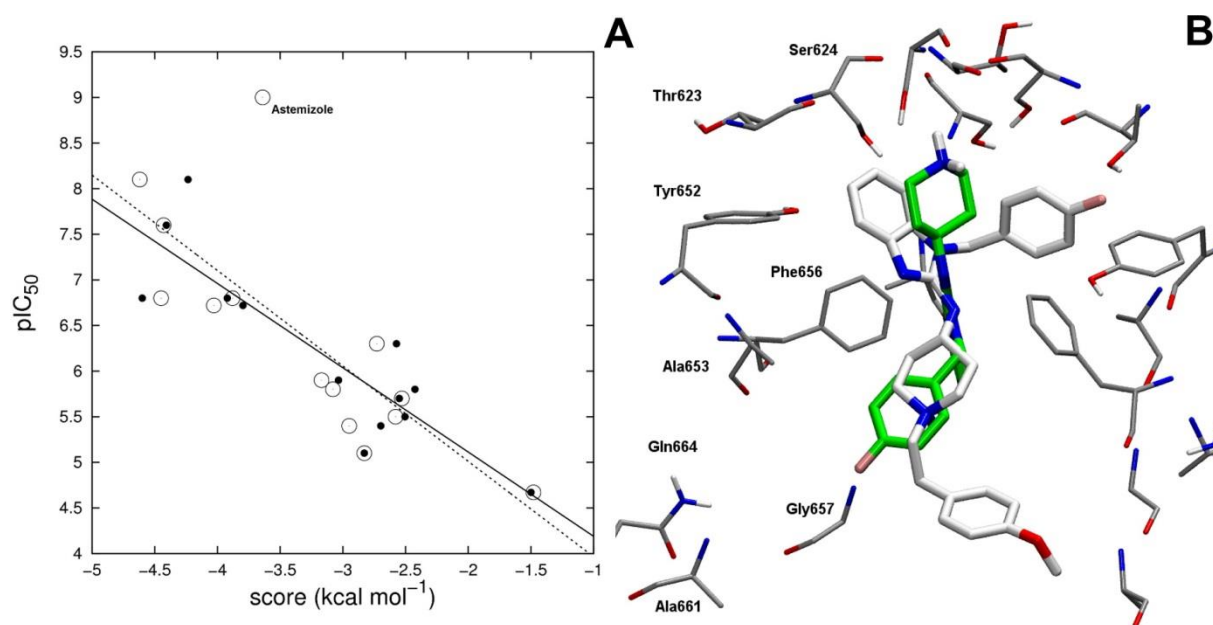 A
B
9.5
9
8.5
8
7.5
7
6.5
6
5.5
5
4.5
4
pIC50
Astemizole
−5
−4.5
−4
−3.5
−3
−2.5
−2
−1.5
−1
score (kcal mol−1)
Ser624
Thr623
Tyr652
Phe656
Ala653
Gln664
Gly657
Ala661